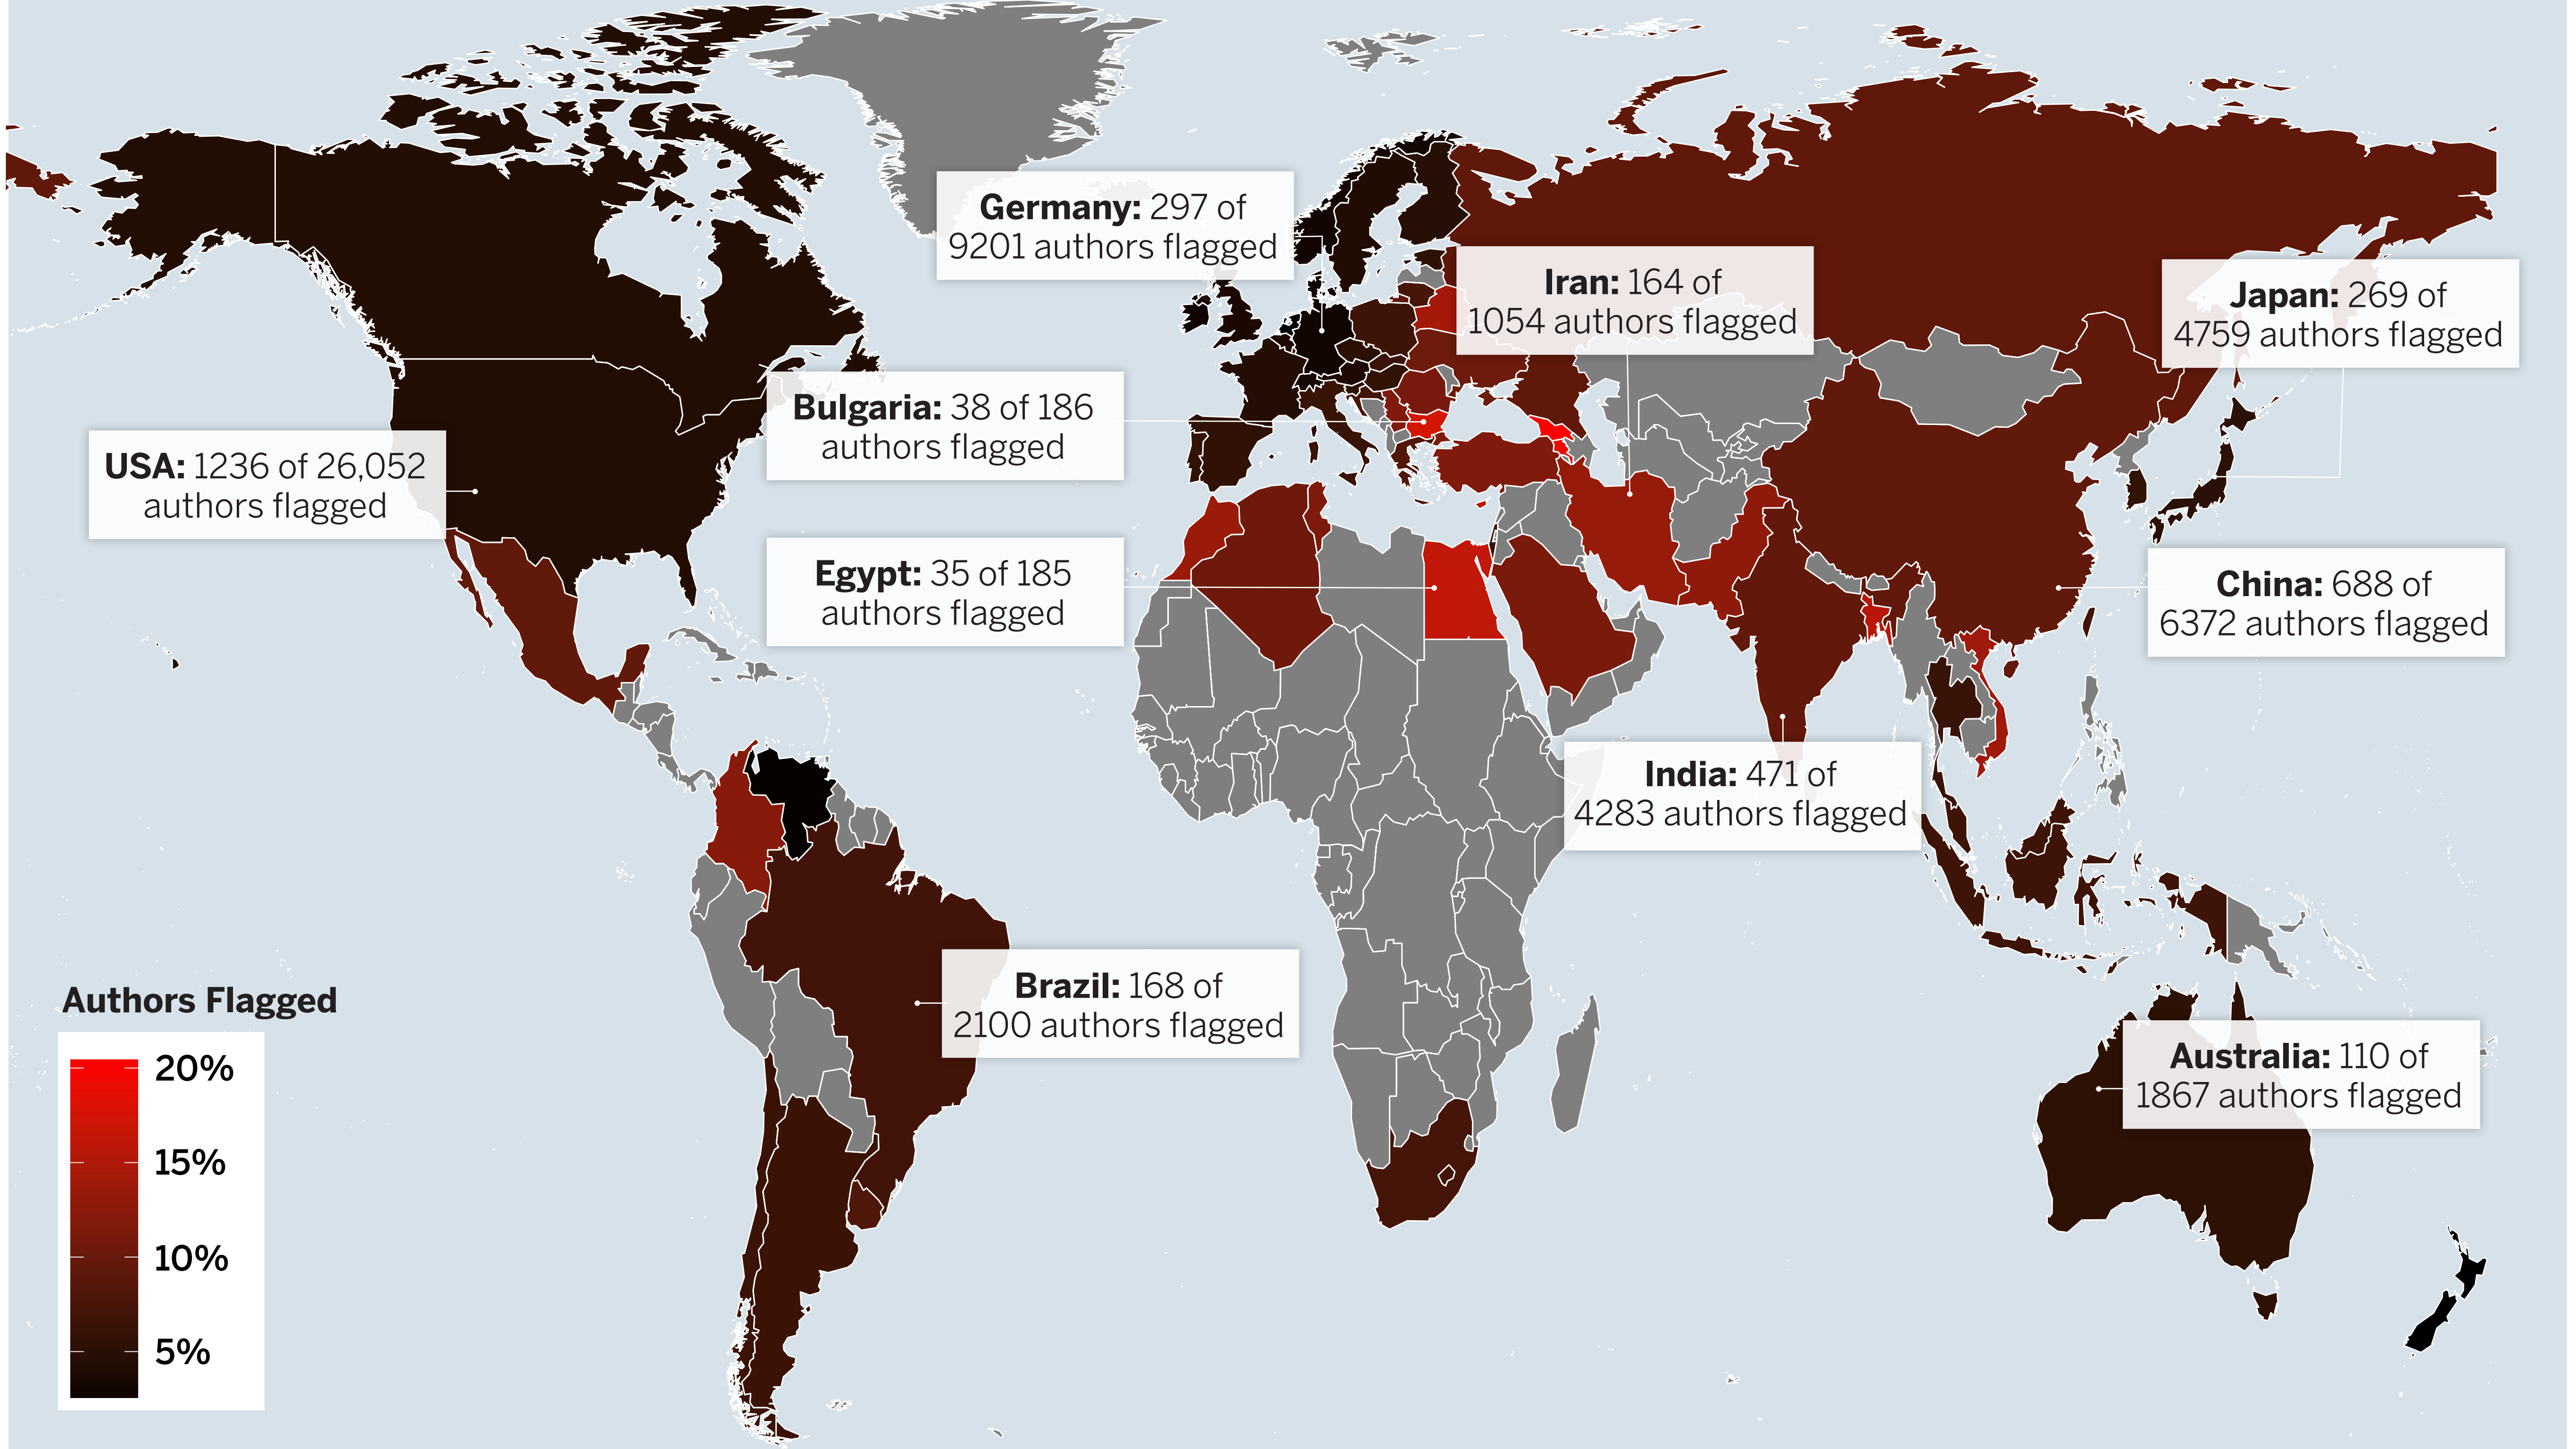 Germany: 297 of
9201 authors flagged
Iran: 164 of
1054 authors flagged
Japan: 269 of
4759 authors flagged
Bulgaria: 38 of 186
authors flagged
USA: 1236 of 26,052
authors flagged
Egypt: 35 of 185
authors flagged
China: 688 of
6372 authors flagged
India: 471 of
4283 authors flagged
Brazil: 168 of
2100 authors flagged
Australia: 110 of
1867 authors flagged
Authors Flagged
20%
15%
10%
5%